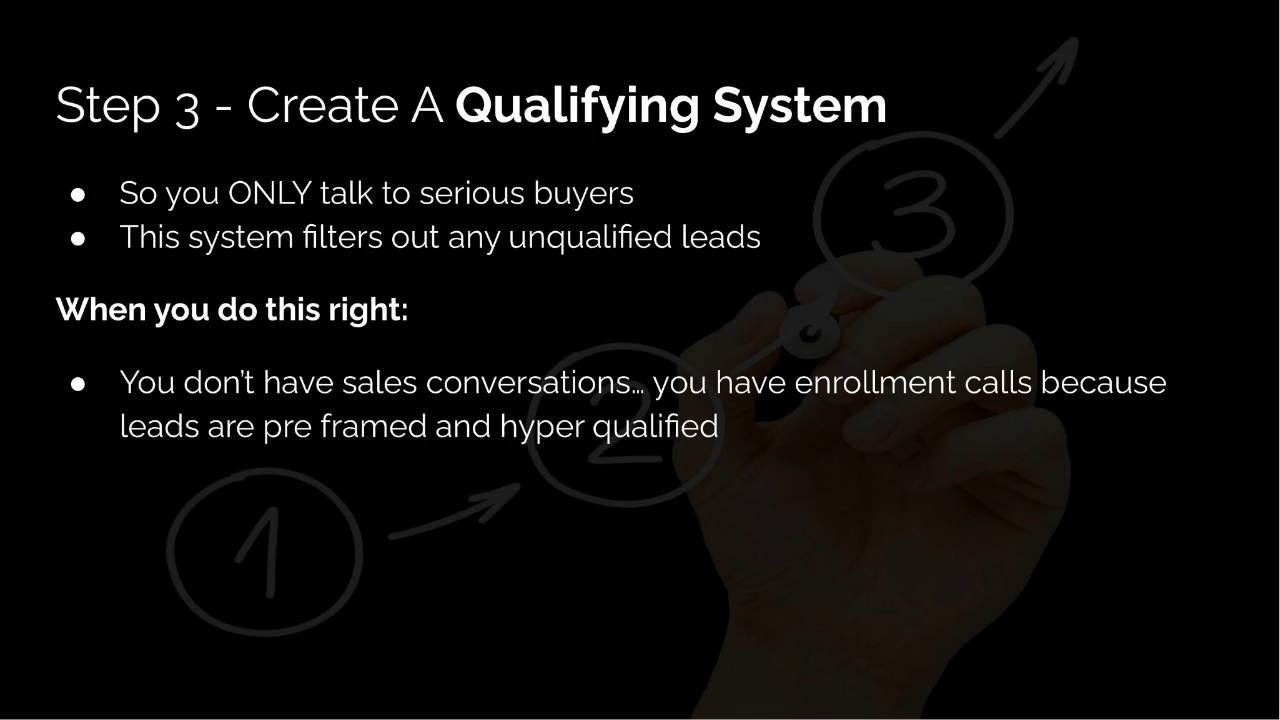 Step 3 - Create A Qualifying System
● So you ONLY talk to serious buyers
● This system filters out any unqualified leads
When you do this right:
● You don’t have sales conversations… you have enrollment calls because
leads are pre framed and hyper qualified
3
2
1